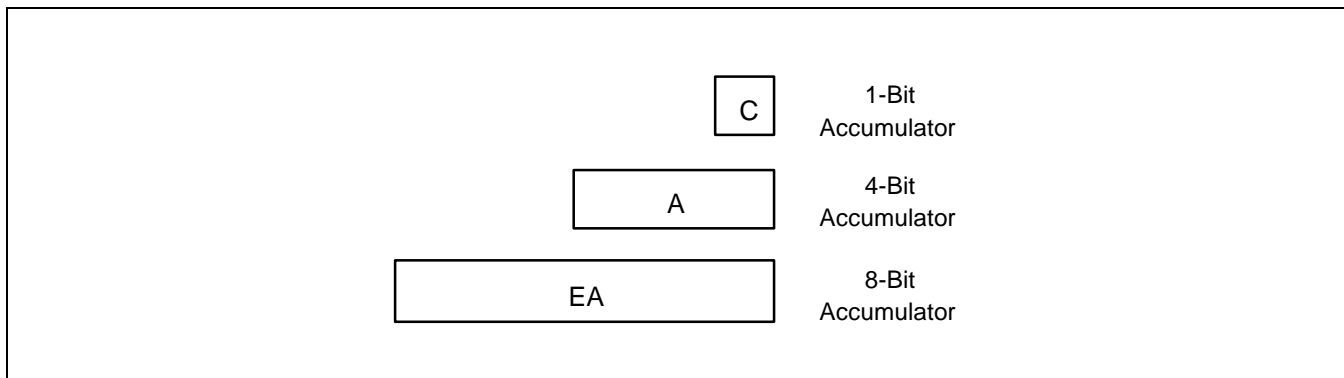 C
1-Bit
Accumulator
A
4-Bit
Accumulator
EA
8-Bit
Accumulator